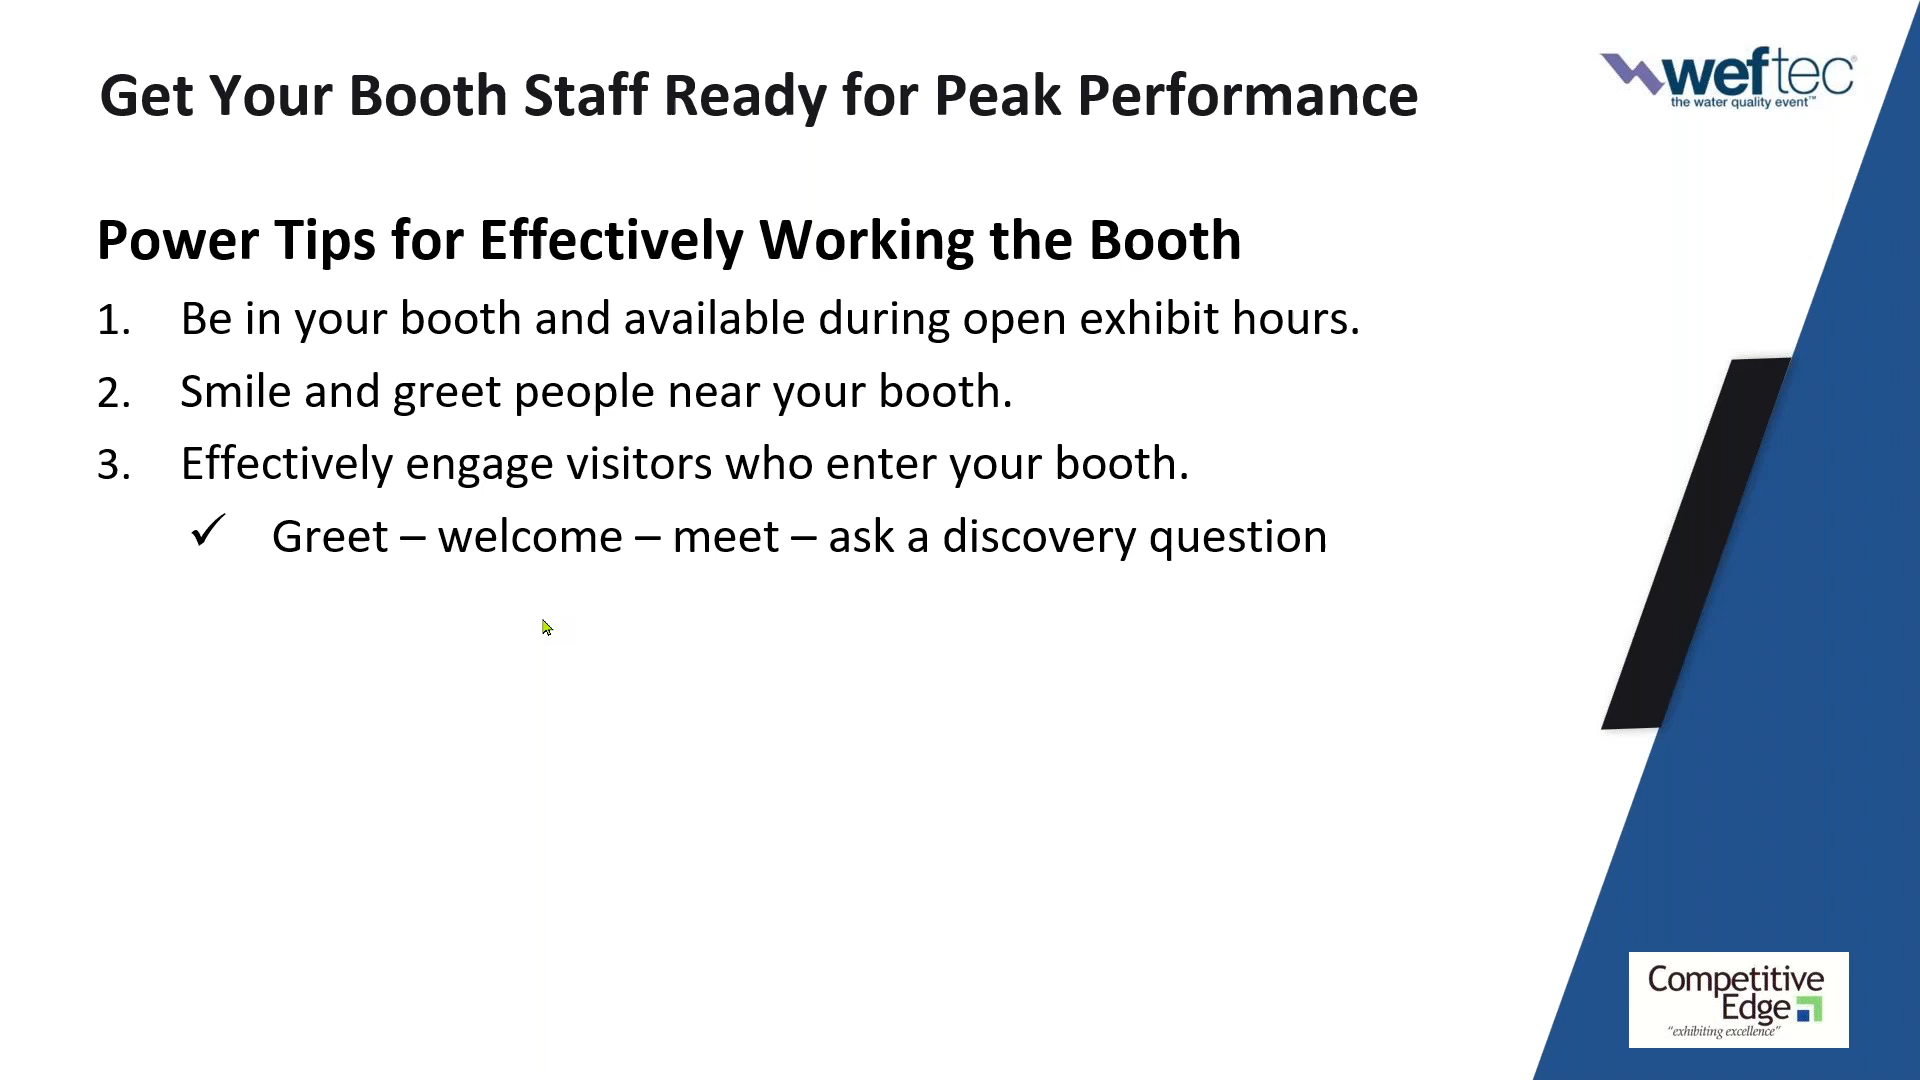 Get Your Booth Staff Ready for Peak Performance
weftec®
the water quality event™
Power Tips for Effectively Working the Booth
1. Be in your booth and available during open exhibit hours.
2. Smile and greet people near your booth.
3. Effectively engage visitors who enter your booth.
✓ Greet – welcome – meet – ask a discovery question
Competitive
Edge
"exhibiting excellence"